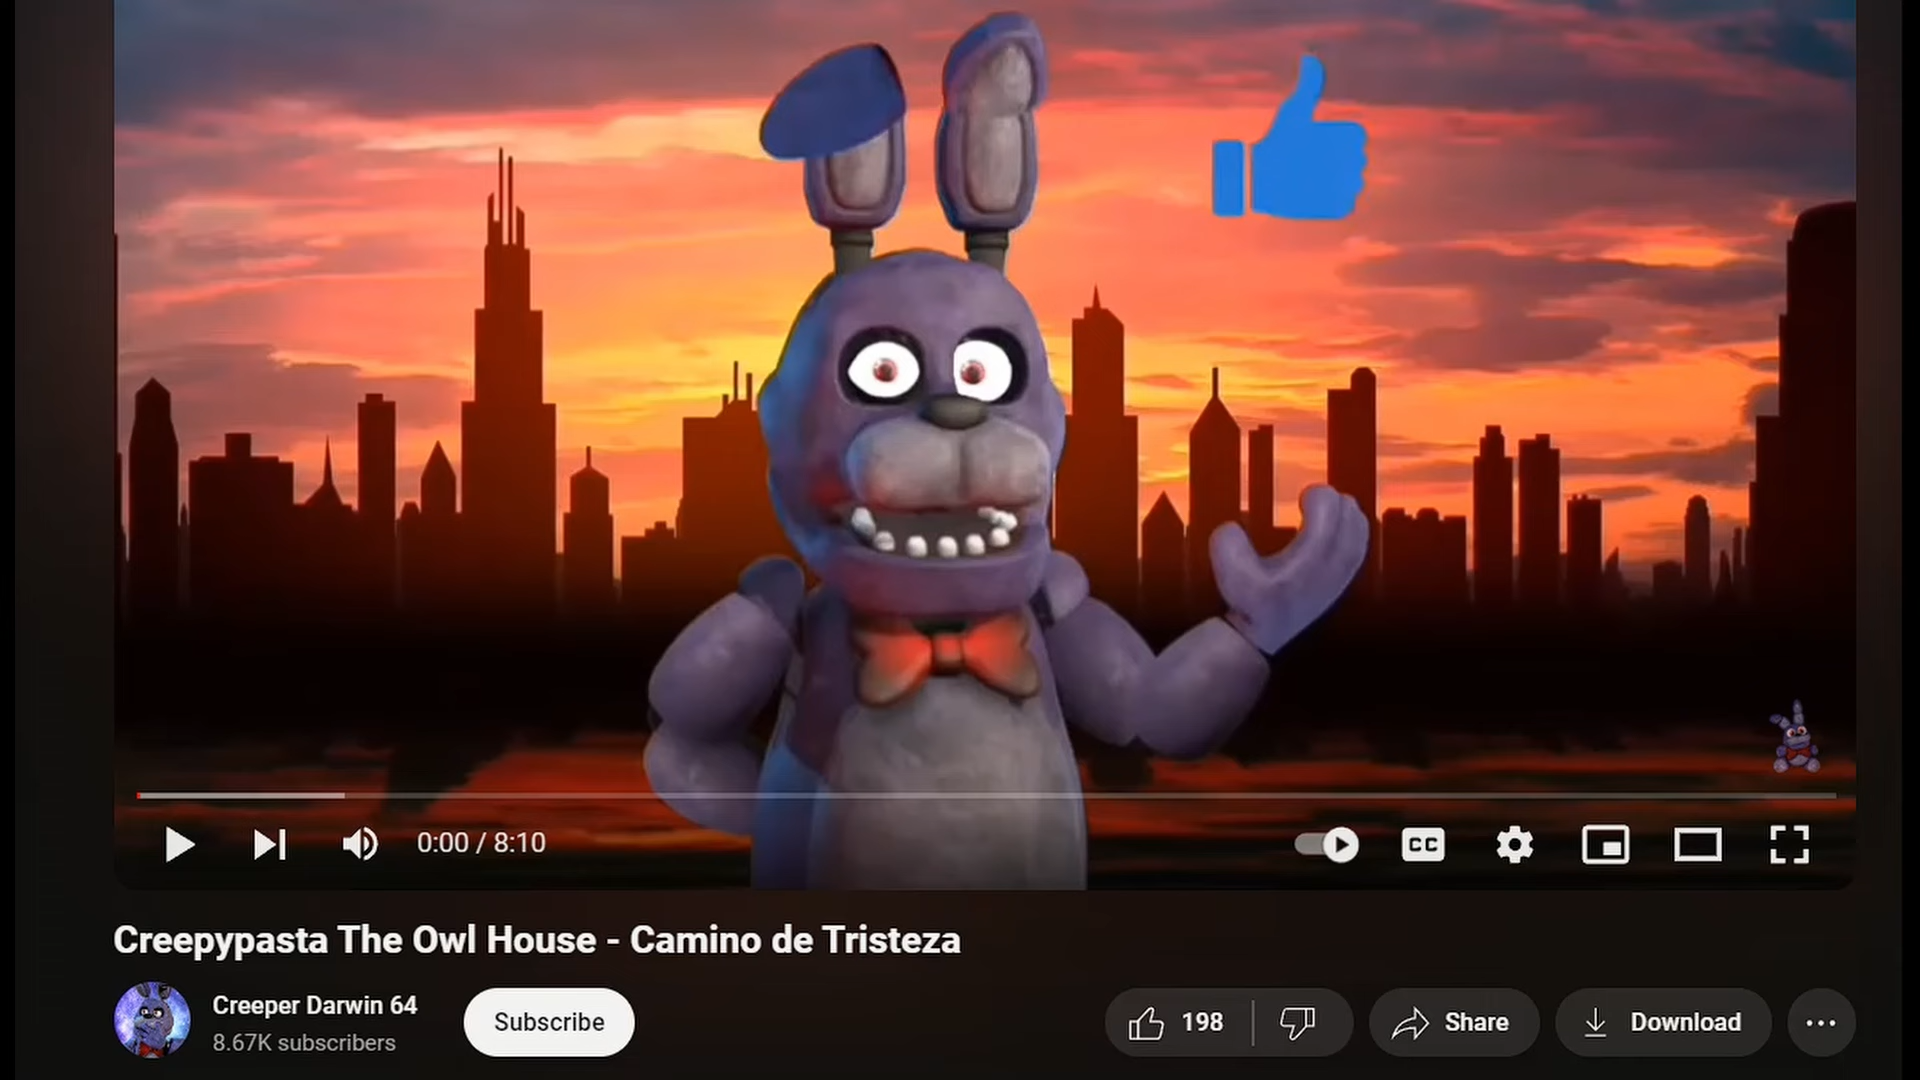 0:00 / 8:10
CC
Creepypasta The Owl House - Camino de Tristeza
Creeper Darwin 64
8.67K subscribers
Subscribe
198
Share
Download